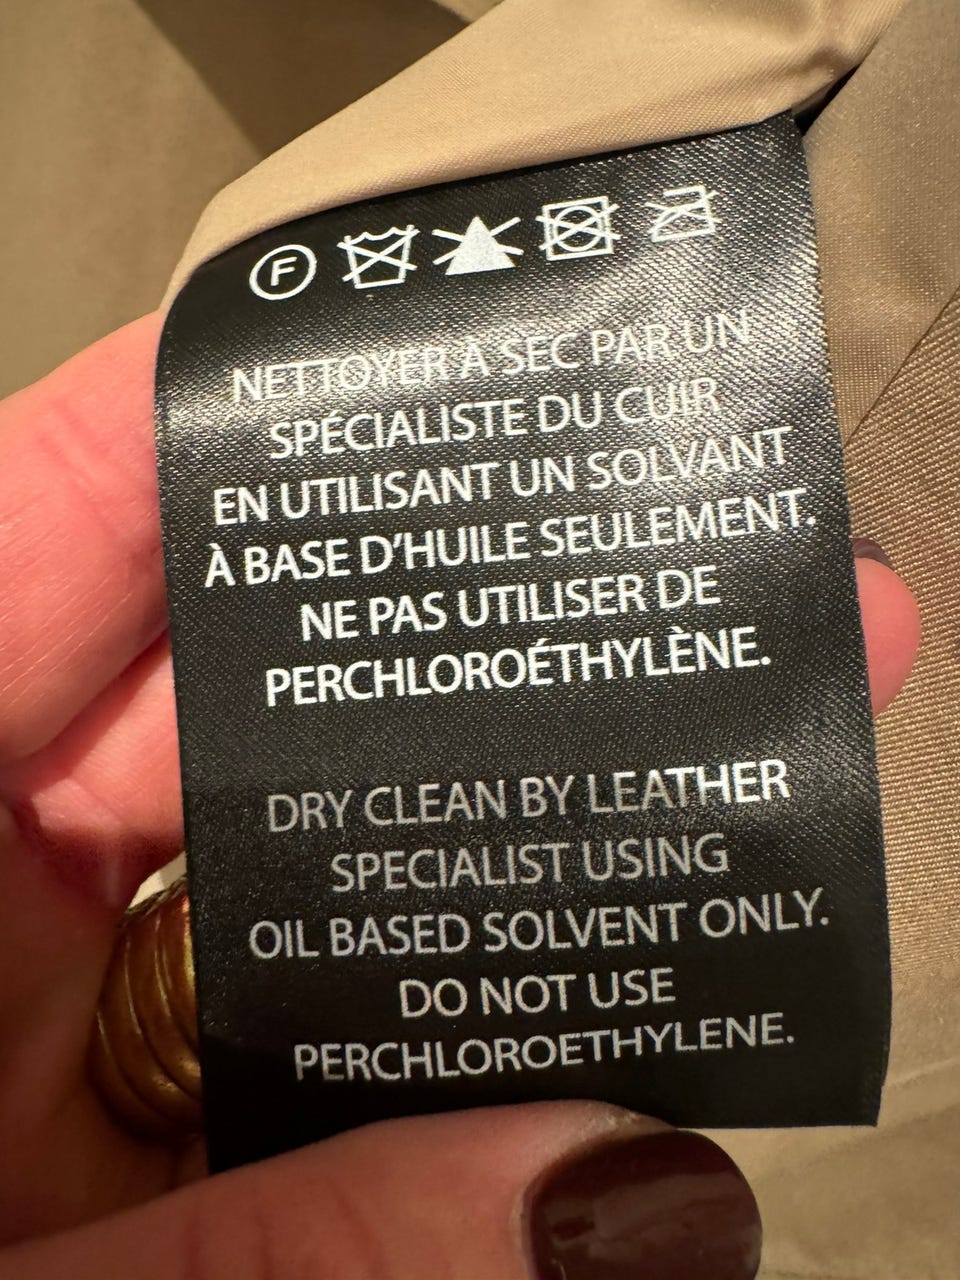 F
NETTOYER À SEC PAR UN
SPÉCIALISTE DU CUIR
EN UTILISANT UN SOLVANT
À BASE D'HUILE SEULEMENT.
NE PAS UTILISER DE
PERCHLOROÉTHYLÈNE.
DRY CLEAN BY LEATHER
SPECIALIST USING
OIL BASED SOLVENT ONLY.
DO NOT USE
PERCHLOROETHYLENE.